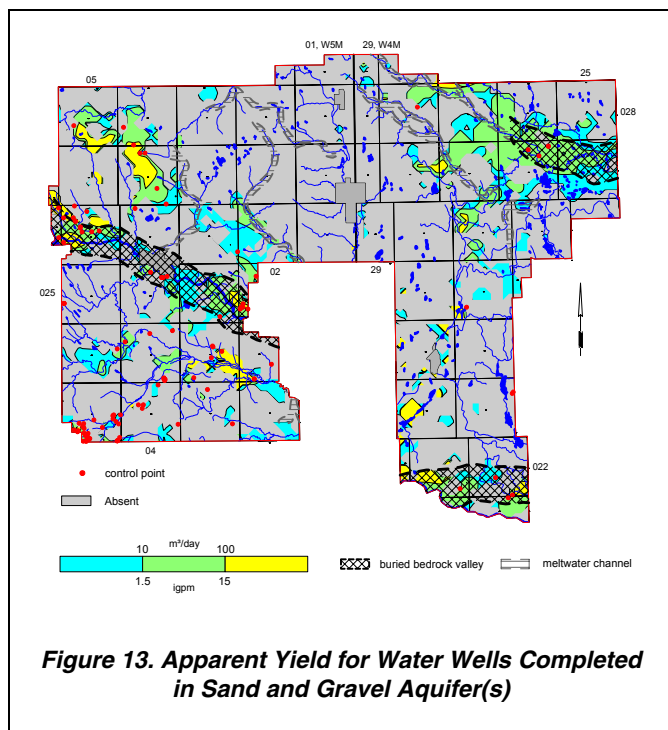 01, W5M 29, W4M
05
25
028
02
29
025
04
022
control point
Absent
10 m³/day 100
1.5 igpm 15
buried bedrock valley
meltwater channel
Figure 13. Apparent Yield for Water Wells Completed
in Sand and Gravel Aquifer(s)